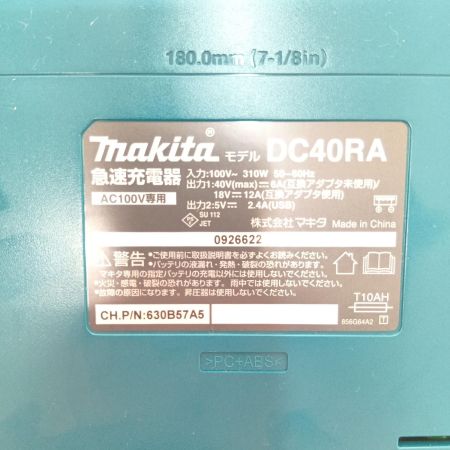 180.0mm (7-1/8in)
makita® モデル DC40RA
急速充電器
AC100V専用
入力:100V~ 310W 50-60Hz
出力1:40V(max)⎓6A(互換アダプタ未使用)/
18V⎓12A(互換アダプタ使用)
出力2:5V⎓ 2.4A(USB)
SU 112
JET
株式会社マキタ Made in China
0926622
⚠警告
•ご使用前に取扱説明書を必ずよくお読みください。
•バッテリの液漏れ・発熱・破裂の恐れがあります。
マキタ専用の指定バッテリの充電以外には使用しないでください。
•火災・感電・破裂の恐れがあります。雨中では使用しないでください。
•故障の原因になります。昇圧器は使用しないでください。
CH.P/N:630B57A5
T10AH
856G64A2 T
>PC+ABS<